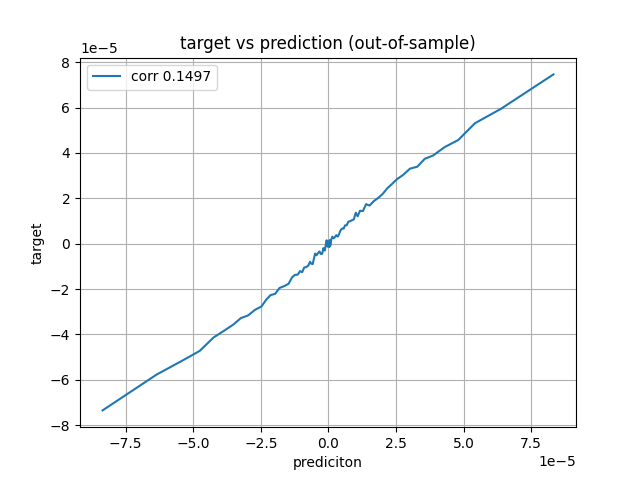 target vs prediction (out-of-sample)
1e−5
corr 0.1497
8
6
4
2
0
−2
−4
−6
−8
target
−7.5
−5.0
−2.5
0.0
2.5
5.0
7.5
1e−5
prediciton